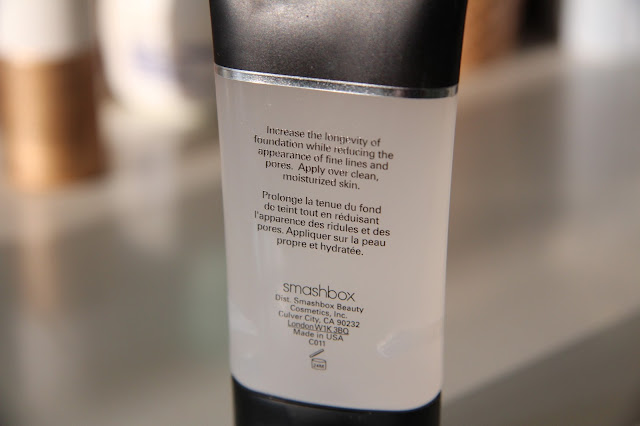 Increase the longevity of
foundation while reducing the
appearance of fine lines and
pores. Apply over clean,
moisturized skin.
Prolonge la tenue du fond
de teint tout en réduisant
l'apparence des ridules et des
pores. Appliquer sur la peau
propre et hydratée.
smashbox
Dist. Smashbox Beauty
Cosmetics, Inc.
Culver City, CA 90232
London W1K 3BQ
Made in USA
C011